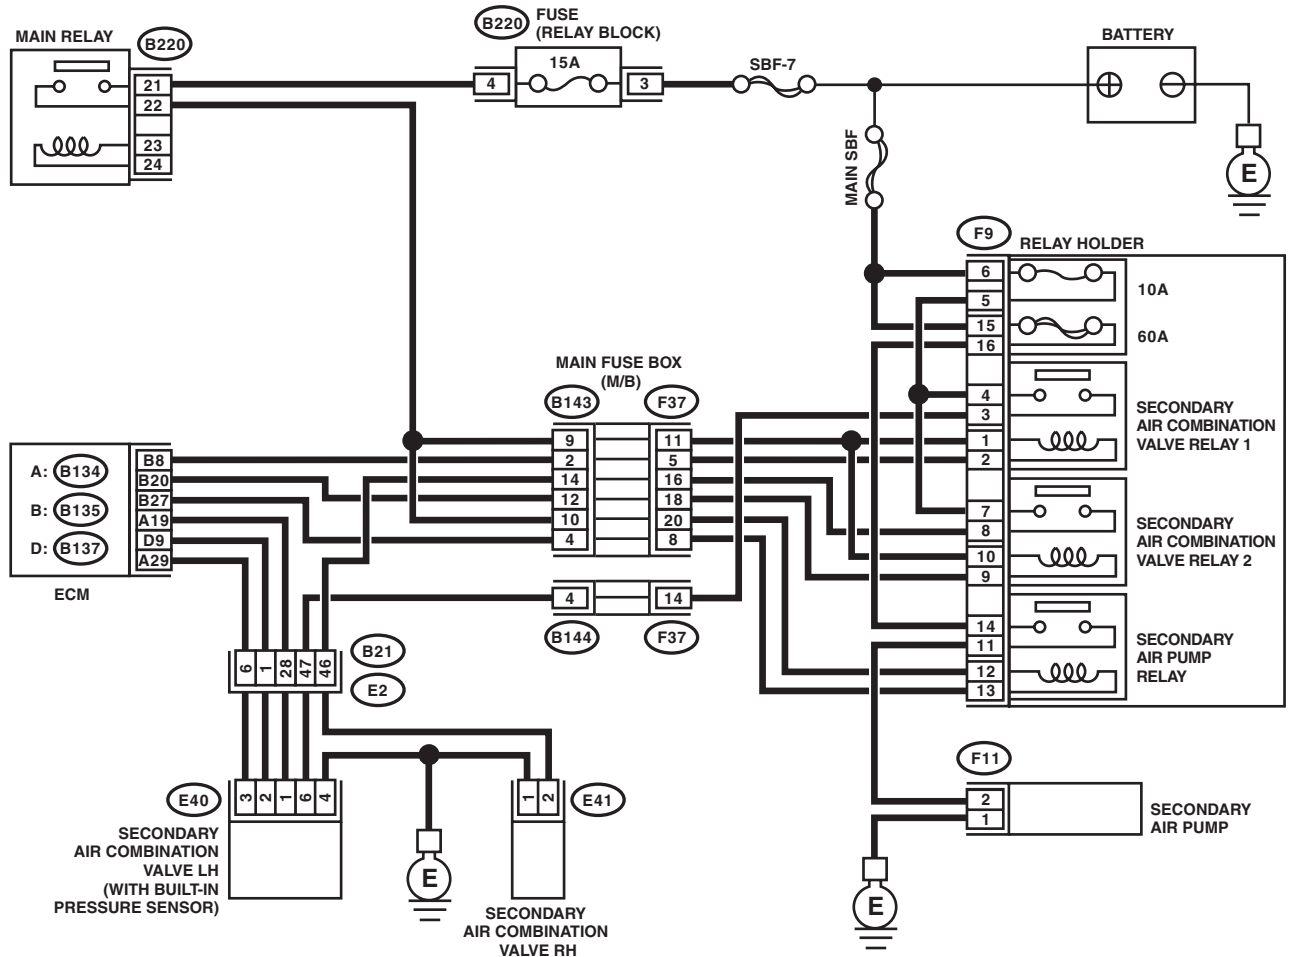 MAIN RELAY
B220
21
22
23
24
B220
FUSE
(RELAY BLOCK)
4
15A
3
SBF-7
BATTERY
E
MAIN SBF
F9
RELAY HOLDER
6
5
15
16
10A
60A
4
3
1
2
SECONDARY
AIR COMBINATION
VALVE RELAY 1
7
8
10
9
SECONDARY
AIR COMBINATION
VALVE RELAY 2
14
11
12
13
SECONDARY
AIR PUMP
RELAY
MAIN FUSE BOX
(M/B)
B143
F37
9
11
2
5
14
16
12
18
10
20
4
8
4
14
B144
F37
A: B134
B: B135
D: B137
B8
B20
B27
A19
D9
A29
ECM
6
1
28
47
46
B21
E2
E40
3
2
1
6
4
SECONDARY
AIR COMBINATION
VALVE LH
(WITH BUILT-IN
PRESSURE SENSOR)
E
1
2
E41
SECONDARY
AIR COMBINATION
VALVE RH
F11
2
1
SECONDARY
AIR PUMP
E